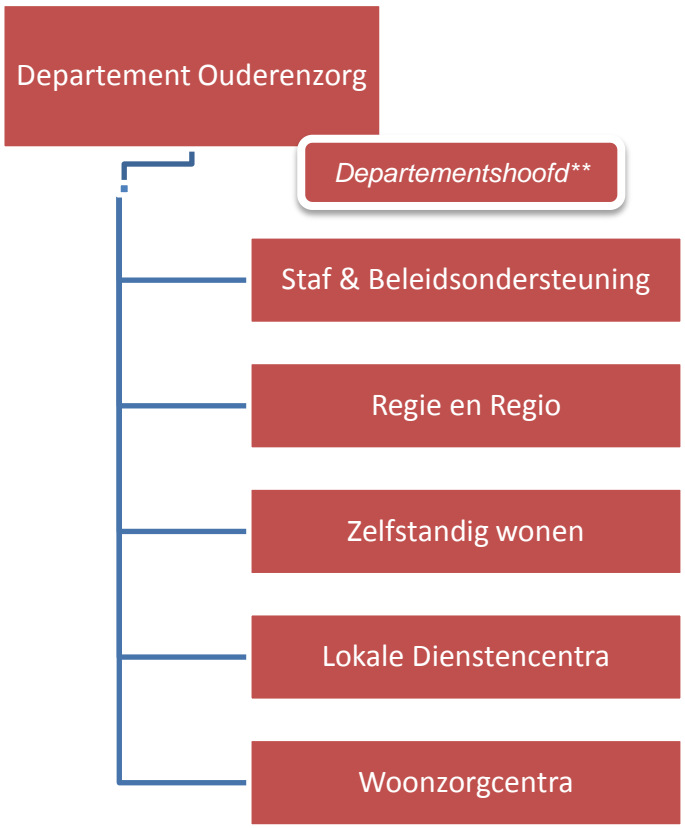 Departement Ouderenzorg
Departementshoofd**
Staf & Beleidsondersteuning
Regie en Regio
Zelfstandig wonen
Lokale Dienstencentra
Woonzorgcentra